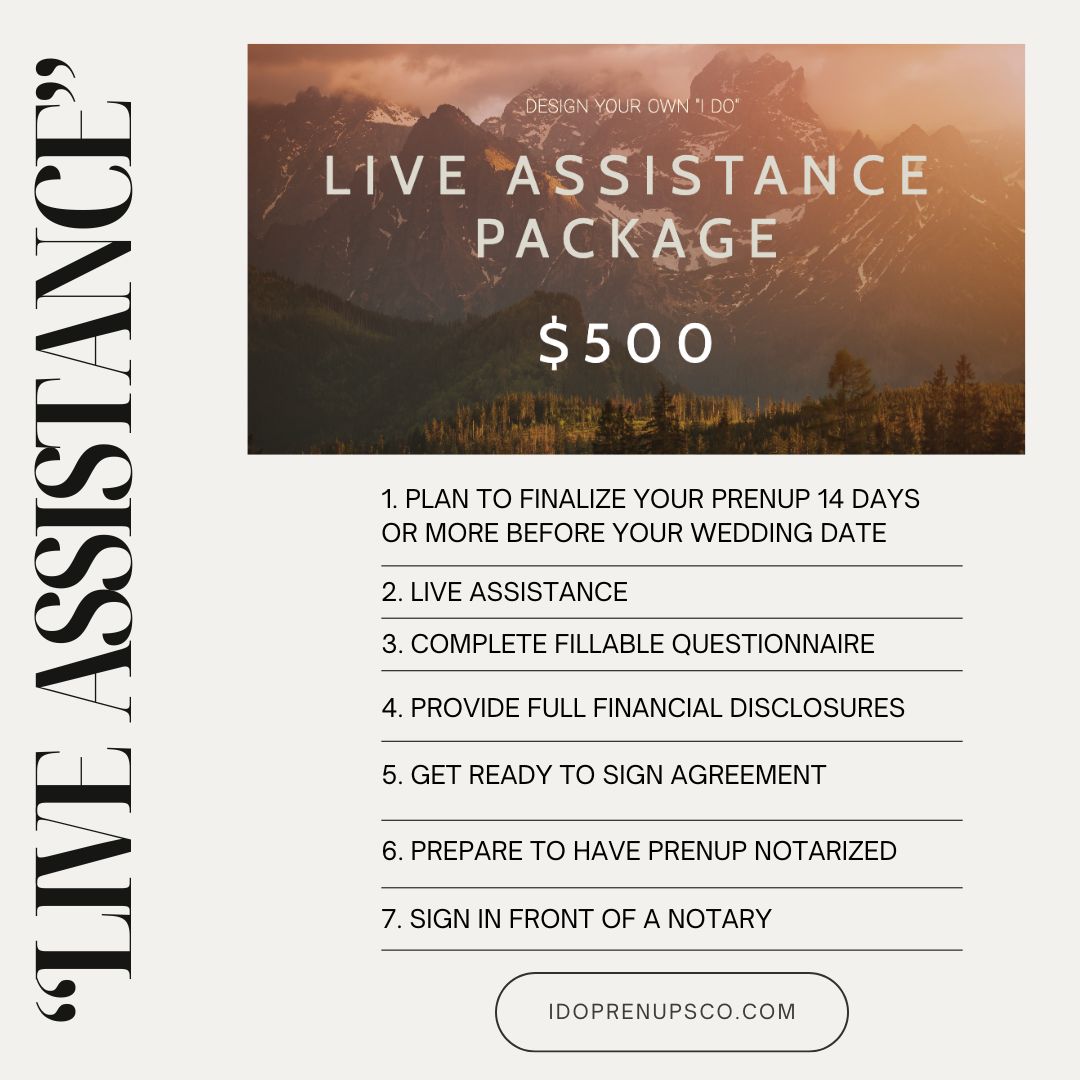 “LIVE ASSISTANCE”
DESIGN YOUR OWN "I DO"
LIVE ASSISTANCE
PACKAGE
$500
1. PLAN TO FINALIZE YOUR PRENUP 14 DAYS
OR MORE BEFORE YOUR WEDDING DATE
2. LIVE ASSISTANCE
3. COMPLETE FILLABLE QUESTIONNAIRE
4. PROVIDE FULL FINANCIAL DISCLOSURES
5. GET READY TO SIGN AGREEMENT
6. PREPARE TO HAVE PRENUP NOTARIZED
7. SIGN IN FRONT OF A NOTARY
IDOPRENUPSCO.COM